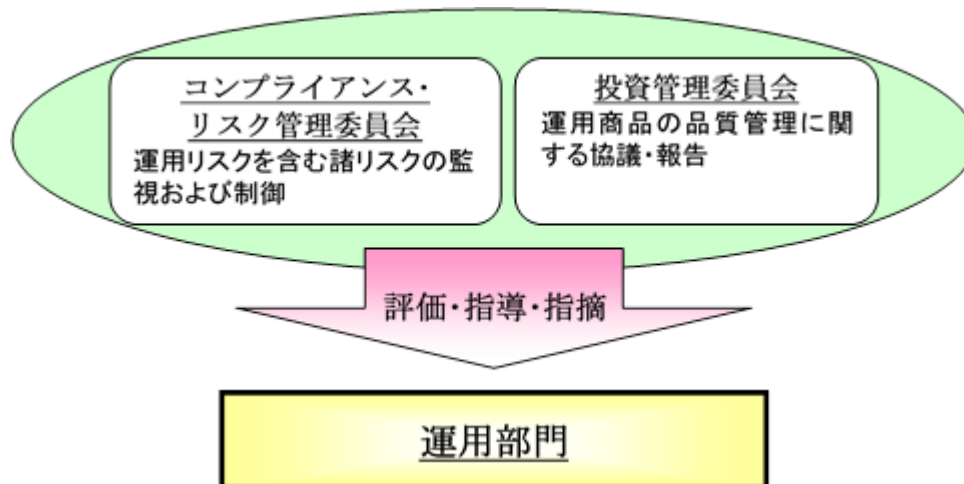 コンプライアンス・
リスク管理委員会
運用リスクを含む諸リスクの監
視および制御
投資管理委員会
運用商品の品質管理に関
する協議・報告
評価・指導・指摘
運用部門